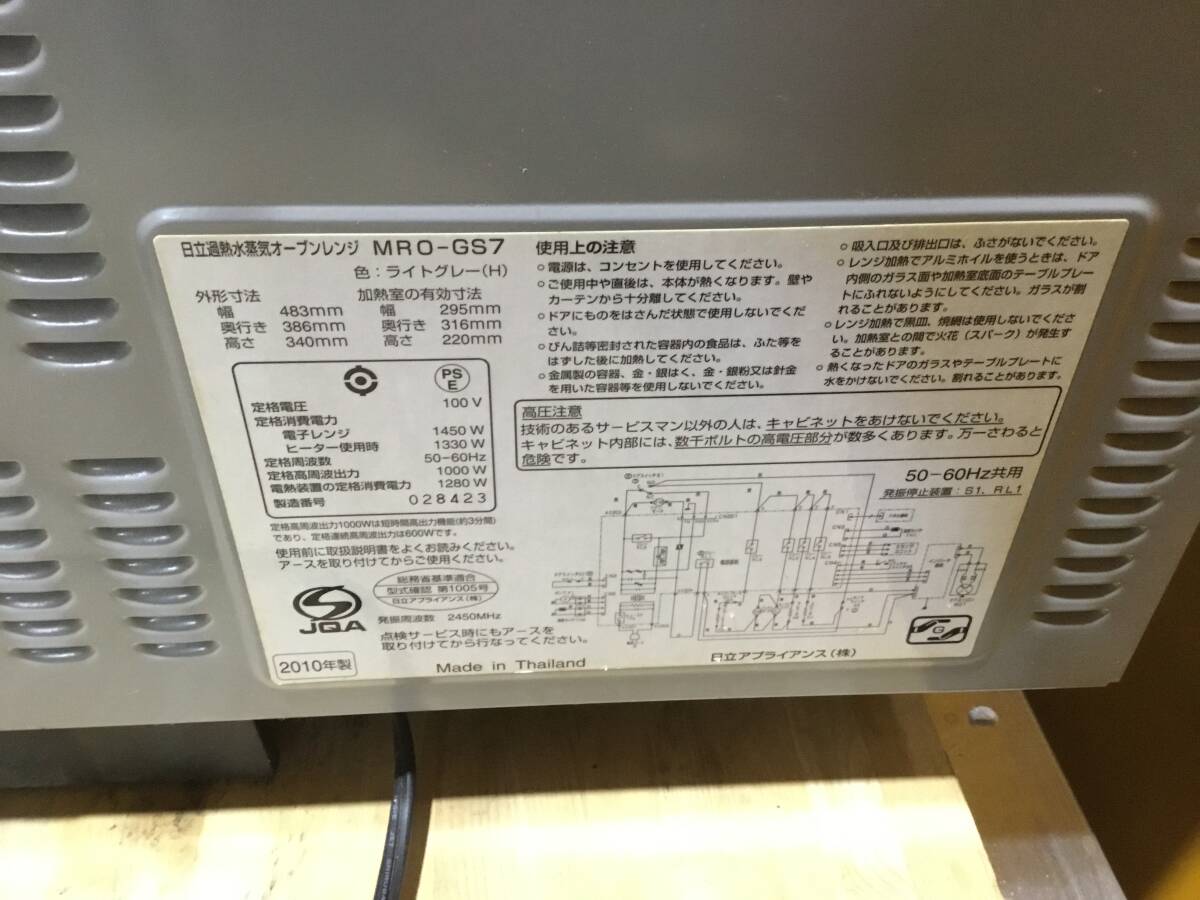 日立過熱水蒸気オーブンレンジ MRO-GS7
色:ライトグレー(H)
外形寸法
幅 483mm
奥行き 386mm
高さ 340mm
加熱室の有効寸法
幅 295mm
奥行き 316mm
高さ 220mm
PS
E
定格電圧 100V
定格消費電力
電子レンジ 1450W
ヒーター使用時 1330W
定格周波数 50-60Hz
定格高周波出力 1000W
電熱装置の定格消費電力 1280W
製造番号 028423
定格高周波出力1000Wは短時間高出力機能(約3分間)
であり、定格連続高周波出力は600Wです。
使用前に取扱説明書をよくお読みください。
アースを取り付けてからご使用ください。
JQA
総務省基準適合
型式確認 第1005号
日立アプライアンス(株)
発振周波数 2450MHz
点検サービス時にもアースを
取り付けてから行なってください。
2010年製
Made in Thailand
使用上の注意
○電源は、コンセントを使用してください。
○ご使用中や直後は、本体が熱くなります。壁や
カーテンから十分離してください。
○ドアにものをはさんだ状態で使用しないでくだ
さい。
○びん詰等密封された容器内の食品は、ふた等を
はずした後に加熱してください。
○金属製の容器、金・銀はく、金・銀粉又は針金
を用いた容器等を使用しないでください。
○吸入口及び排出口は、ふさがないでください。
○レンジ加熱でアルミホイルを使うときは、ドア
内側のガラス面や加熱室底面のテーブルプレー
トにふれないようにしてください。ガラスが割
れることがあります。
○レンジ加熱で黒皿、焼網は使用しないでくださ
い。加熱室との間で火花(スパーク)が発生す
ることがあります。
○熱くなったドアのガラスやテーブルプレートに
水をかけないでください。割れることがあります。
高圧注意
技術のあるサービスマン以外の人は、キャビネットをあけないでください。
キャビネット内部には、数千ボルトの高電圧部分が数多くあります。万一さわると
危険です。
50-60Hz共用
発振停止装置:S1、RL1
G
日立アプライアンス(株)